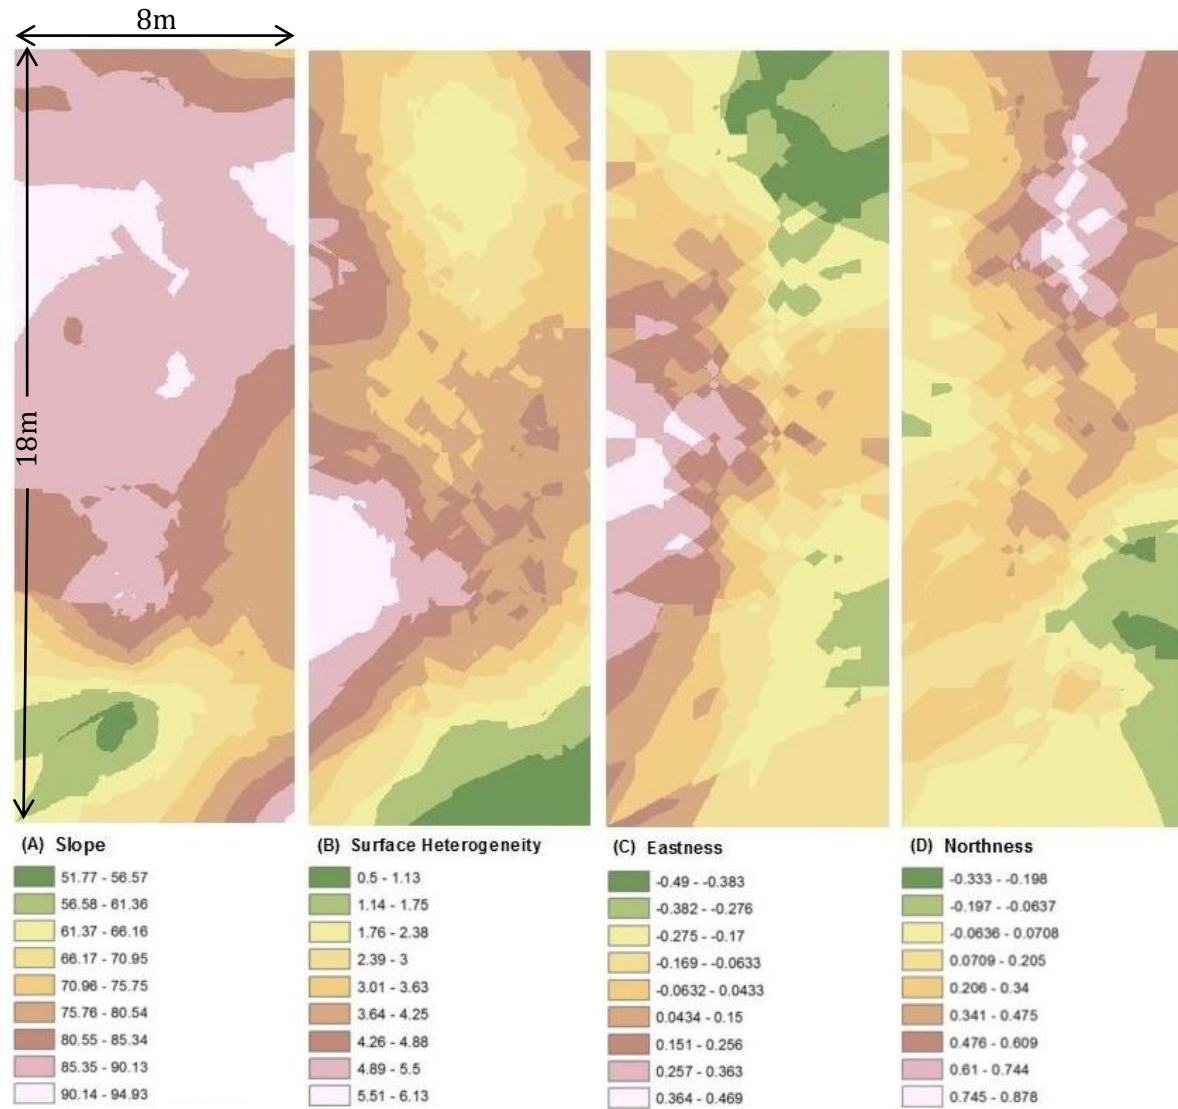 8m
18m
(A) Slope
51.77 - 56.57
56.58 - 61.36
61.37 - 66.16
66.17 - 70.95
70.96 - 75.75
75.76 - 80.54
80.55 - 85.34
85.35 - 90.13
90.14 - 94.93
(B) Surface Heterogeneity
0.5 - 1.13
1.14 - 1.75
1.76 - 2.38
2.39 - 3
3.01 - 3.63
3.64 - 4.25
4.26 - 4.88
4.89 - 5.5
5.51 - 6.13
(C) Eastness
-0.49 - -0.383
-0.382 - -0.276
-0.275 - -0.17
-0.169 - -0.0633
-0.0632 - 0.0433
0.0434 - 0.15
0.151 - 0.256
0.257 - 0.363
0.364 - 0.469
(D) Northness
-0.333 - -0.198
-0.197 - -0.0637
-0.0636 - 0.0708
0.0709 - 0.205
0.206 - 0.34
0.341 - 0.475
0.476 - 0.609
0.61 - 0.744
0.745 - 0.878